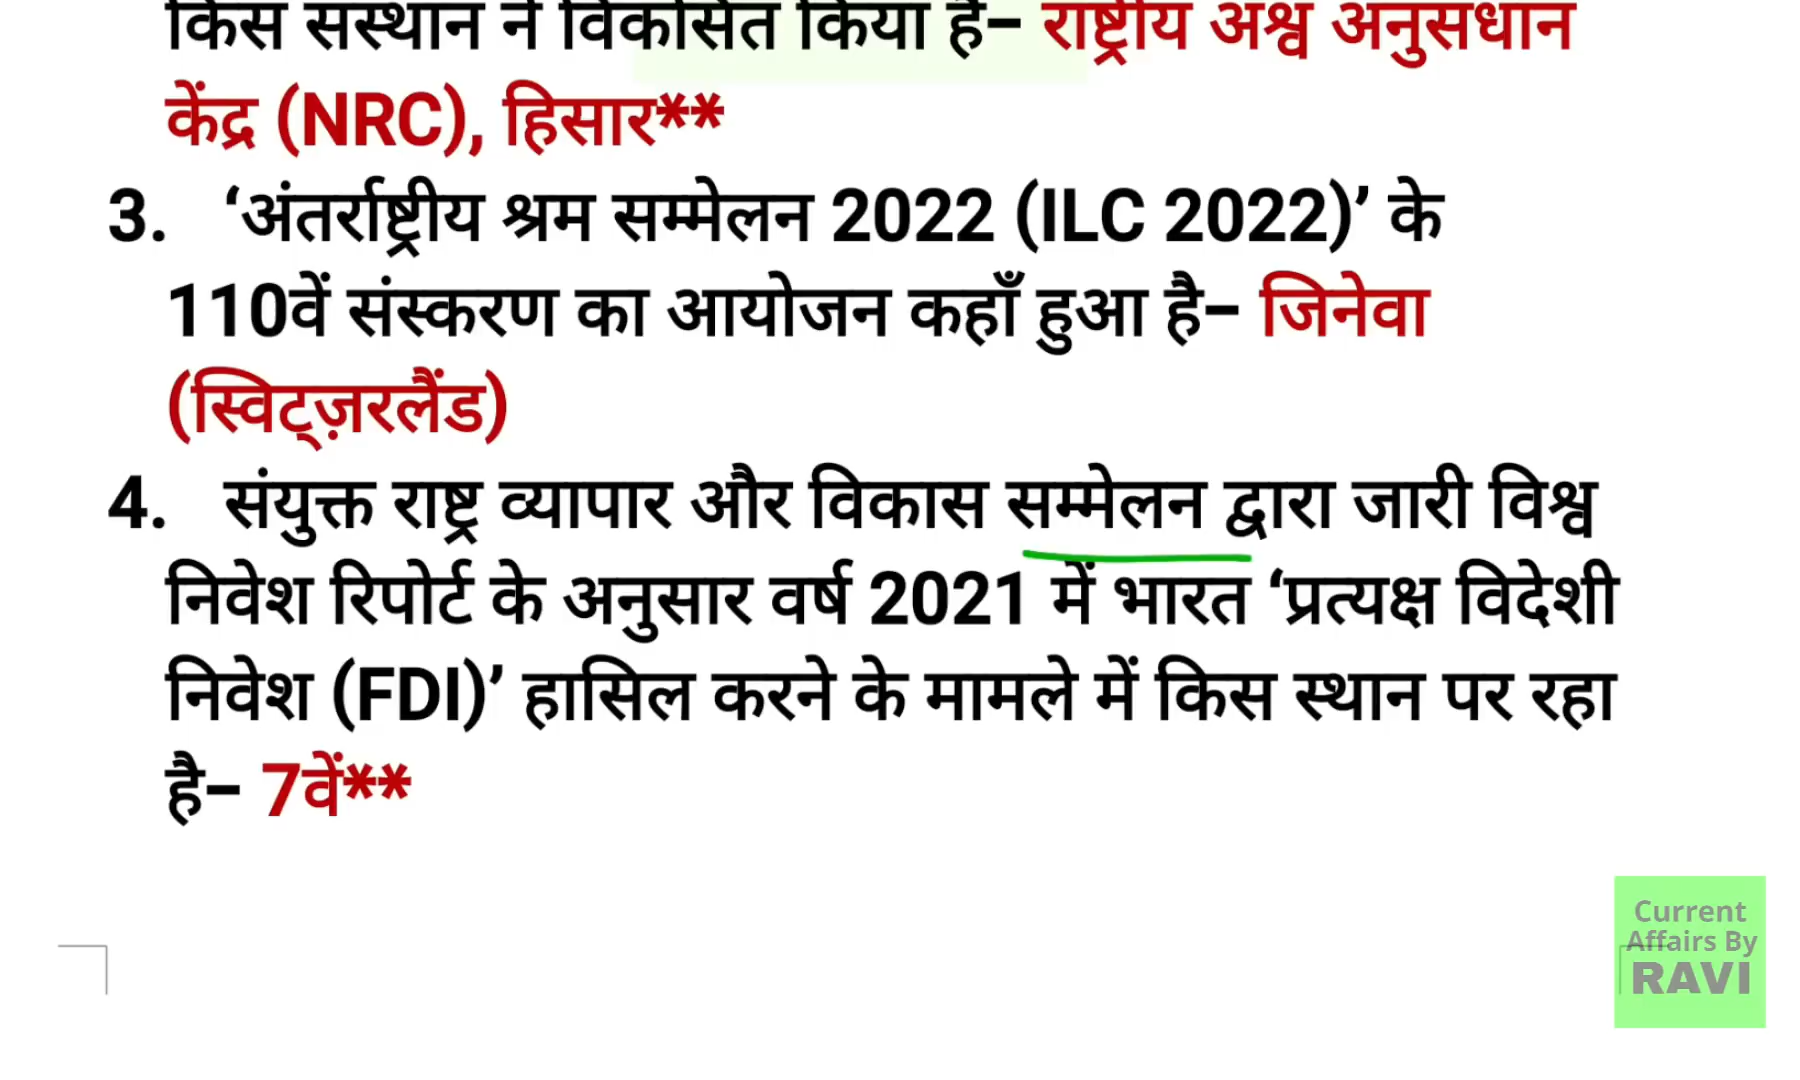 किस संस्थान ने विकसित किया है– राष्ट्रीय अश्व अनुसंधान
केंद्र (NRC), हिसार**
3. ‘अंतर्राष्ट्रीय श्रम सम्मेलन 2022 (ILC 2022)’ के
110वें संस्करण का आयोजन कहाँ हुआ है– जिनेवा
(स्विट्ज़रलैंड)
4. संयुक्त राष्ट्र व्यापार और विकास सम्मेलन द्वारा जारी विश्व
निवेश रिपोर्ट के अनुसार वर्ष 2021 में भारत ‘प्रत्यक्ष विदेशी
निवेश (FDI)’ हासिल करने के मामले में किस स्थान पर रहा
है– 7वें**
Current
Affairs By
RAVI